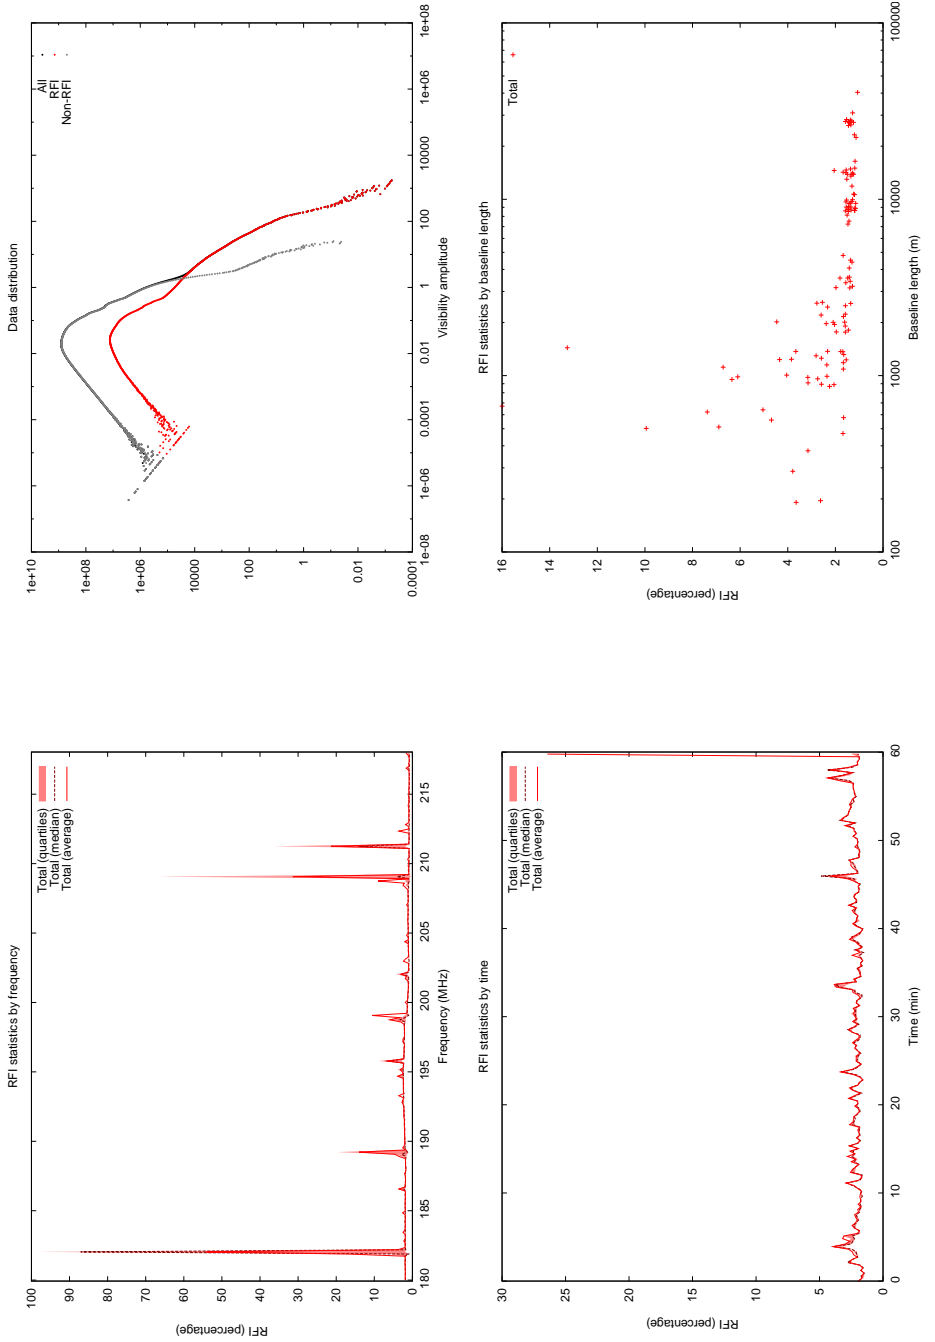 RFI statistics by frequency
Total (quartiles)
Total (median)
Total (average)
RFI (percentage)
0
10
20
30
40
50
60
70
80
90
100
180
185
190
195
200
205
210
215
Frequency (MHz)
Data distribution
All
RFI
Non-RFI
0.0001
0.01
1
100
10000
1e+06
1e+08
1e+10
1e-08
1e-06
0.0001
0.01
1
100
10000
1e+06
1e+08
Visibility amplitude
RFI statistics by time
Total (quartiles)
Total (median)
Total (average)
RFI (percentage)
0
5
10
15
20
25
30
0
10
20
30
40
50
60
Time (min)
RFI statistics by baseline length
Total
RFI (percentage)
0
2
4
6
8
10
12
14
16
100
1000
10000
100000
Baseline length (m)